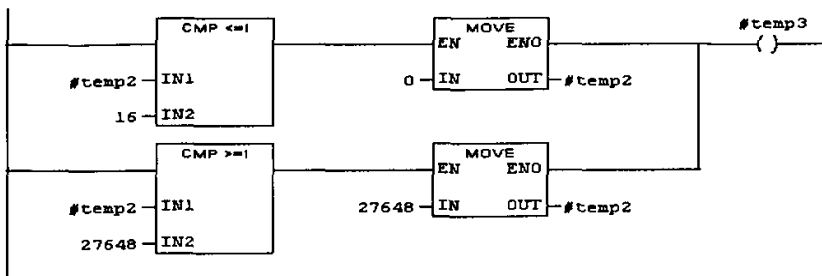 #temp3
CMP <=I
MOVE
EN ENO
#temp2 IN1
0 IN OUT #temp2
16 IN2
CMP >=I
MOVE
EN ENO
#temp2 IN1
27648 IN OUT #temp2
27648 IN2